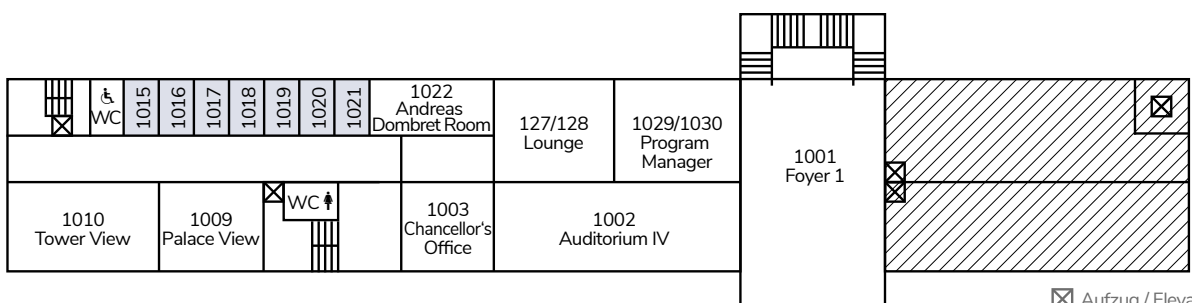 WC
1015
1016
1017
1018
1019
1020
1021
1022
Andreas
Dombret Room
127/128
Lounge
1029/1030
Program
Manager
1001
Foyer 1
1010
Tower View
1009
Palace View
WC
1003
Chancellor's
Office
1002
Auditorium IV
Aufzug / Eleva